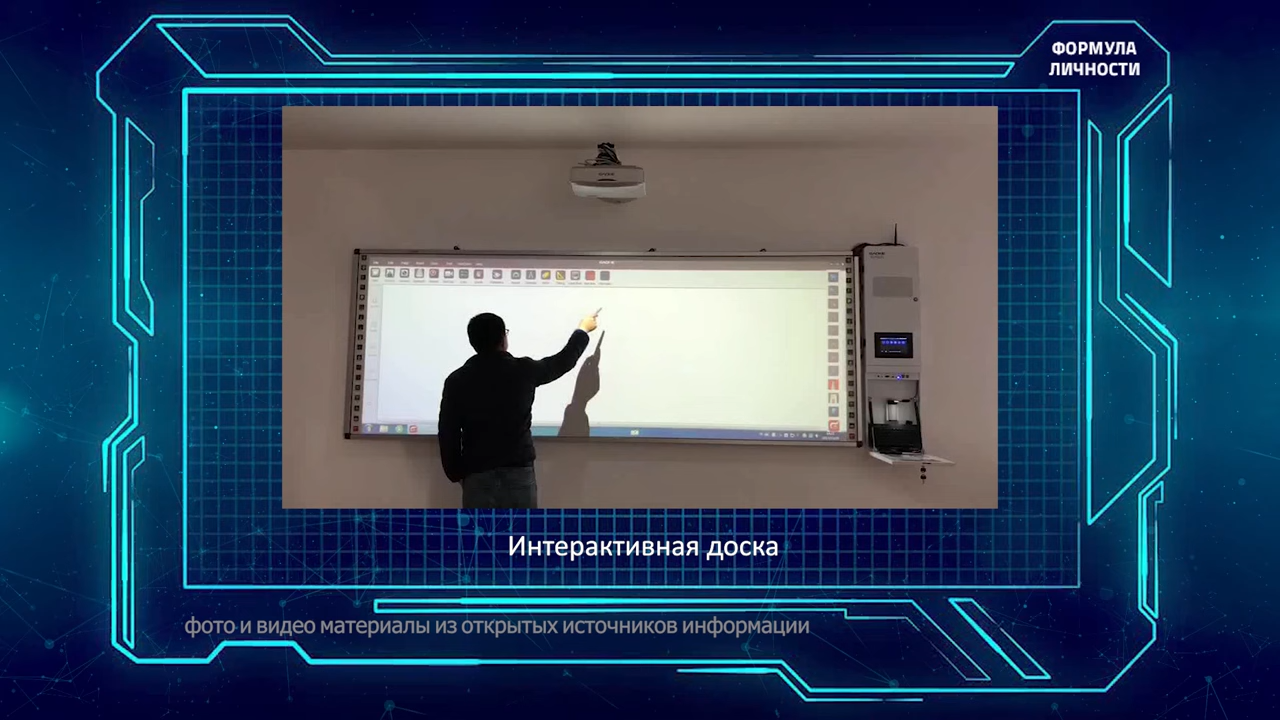 ФОРМУЛА
ЛИЧНОСТИ
Интерактивная доска
фото и видео материалы из открытых источников информации